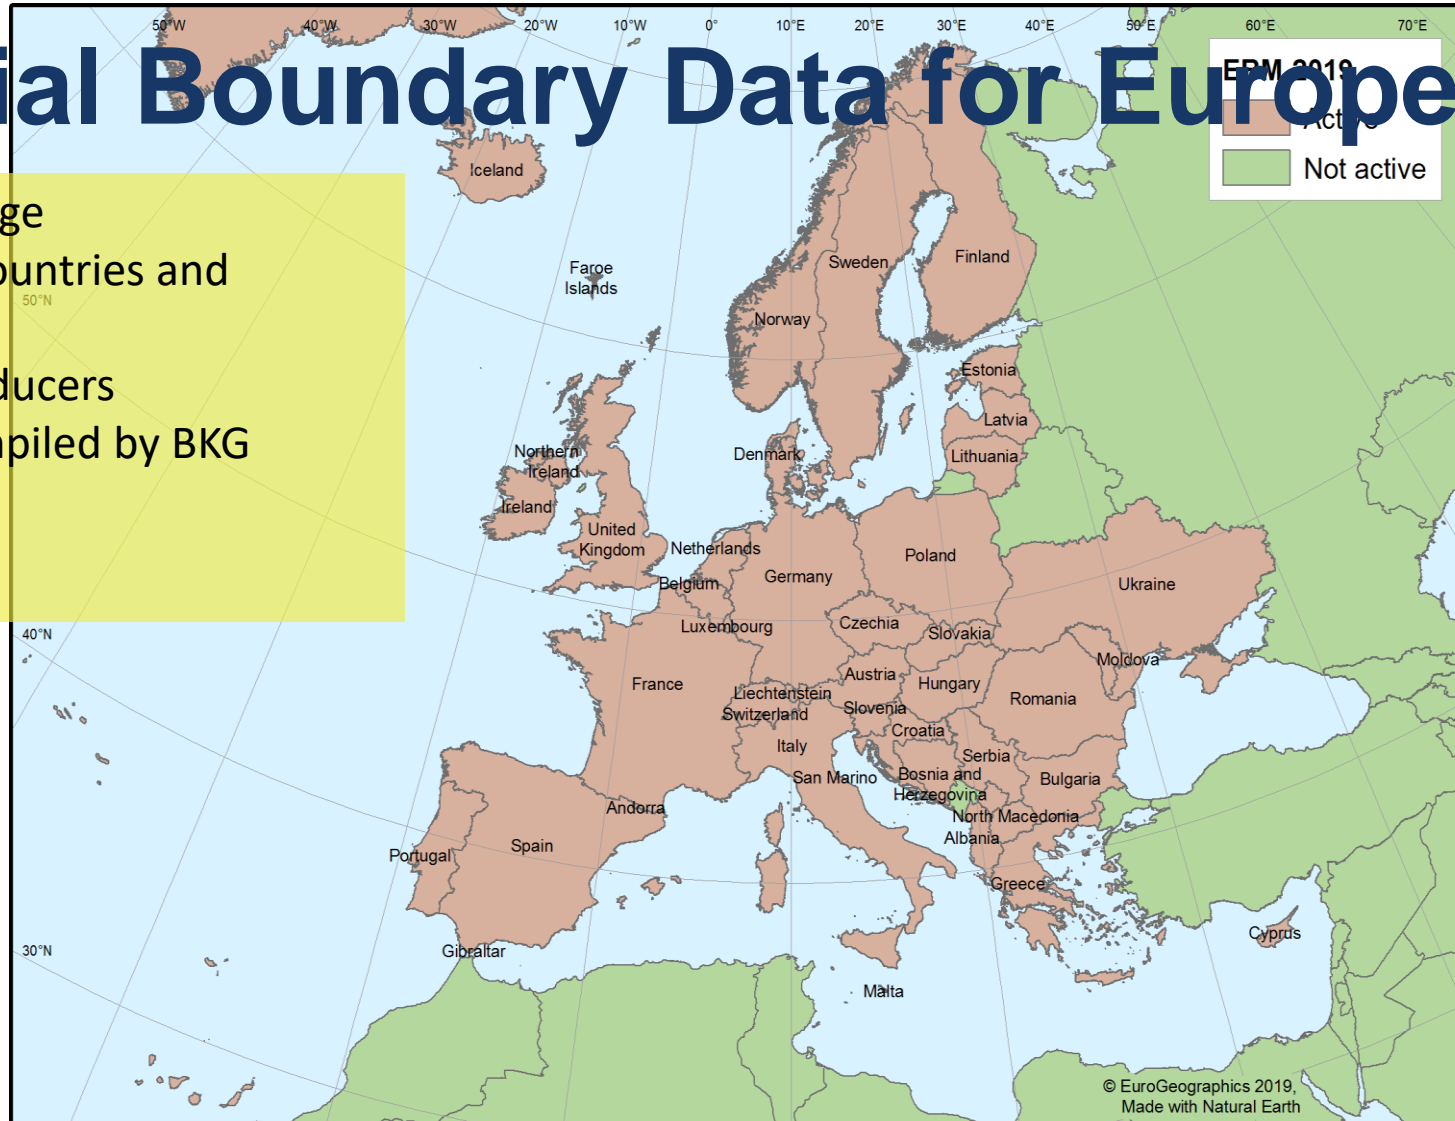 50°W 40°W 30°W 20°W 10°W 0° 10°E 20°E 30°E 40°E 50°E 60°E 70°E
ial Boundary Data for Europe
EBM 2019
Active
Not active
ge
ountries and
ducers
piled by BKG
50°N
40°N
30°N
Iceland
Faroe
Islands
Sweden
Finland
Norway
Estonia
Latvia
Lithuania
Denmark
Northern
Ireland
Ireland
United
Kingdom
Netherlands
Belgium
Germany
Poland
Ukraine
Luxembourg
Czechia
Slovakia
Moldova
France
Austria
Hungary
Romania
Liechtenstein
Switzerland
Slovenia
Croatia
Italy
Serbia
San Marino
Bosnia and
Herzegovina
Bulgaria
Andorra
North Macedonia
Albania
Portugal
Spain
Greece
Gibraltar
Cyprus
Malta
© EuroGeographics 2019,
Made with Natural Earth